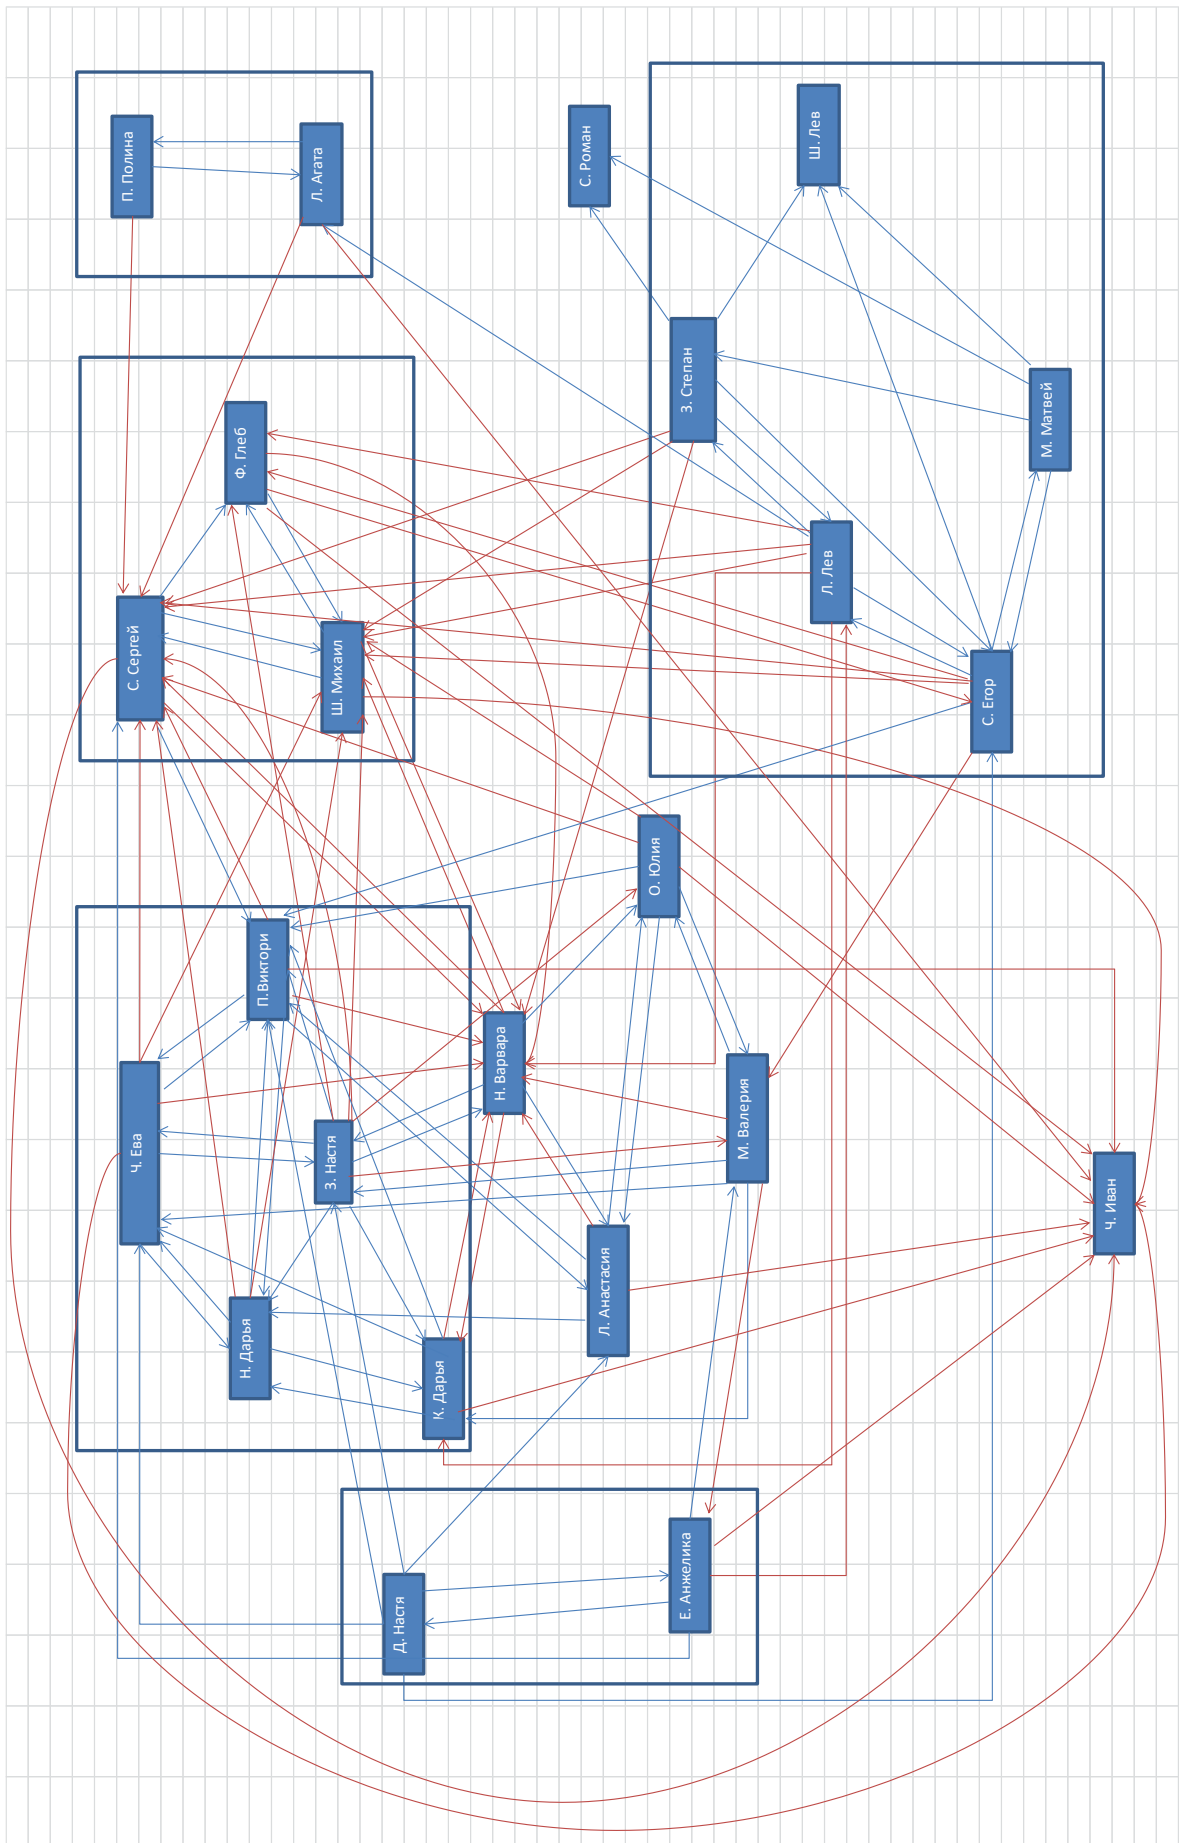 П. Полина
Л. Агата
С. Роман
Ш. Лев
Ф. Глеб
З. Степан
М. Матвей
С. Сергей
Ш. Михаил
Л. Лев
С. Егор
О. Юлия
П.Виктори
Н. Варвара
Ч. Ева
З. Настя
М. Валерия
Ч. Иван
Н. Дарья
К. Дарья
Л. Анастасия
Д. Настя
Е. Анжелика